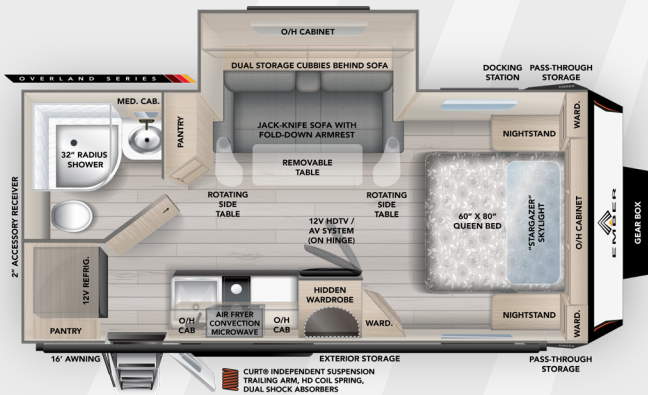 O/H CABINET
DUAL STORAGE CUBBIES BEHIND SOFA
OVERLAND SERIES
DOCKING
STATION
PASS-THROUGH
STORAGE
MED. CAB.
PANTRY
32" RADIUS
SHOWER
JACK-KNIFE SOFA WITH
FOLD-DOWN ARMREST
REMOVABLE
TABLE
NIGHTSTAND
WARD.
ROTATING
SIDE
TABLE
ROTATING
SIDE
TABLE
60" X 80"
QUEEN BED
"STARGAZER"
SKYLIGHT
O/H CABINET
EMBER
GEAR BOX
2" ACCESSORY RECEIVER
12V HDTV /
AV SYSTEM
(ON HINGE)
12V REFRIG.
PANTRY
O/H
CAB
AIR FRYER
CONVECTION
MICROWAVE
O/H
CAB
HIDDEN
WARDROBE
WARD.
NIGHTSTAND
WARD.
16' AWNING
EXTERIOR STORAGE
PASS-THROUGH
STORAGE
CURT® INDEPENDENT SUSPENSION
TRAILING ARM, HD COIL SPRING,
DUAL SHOCK ABSORBERS